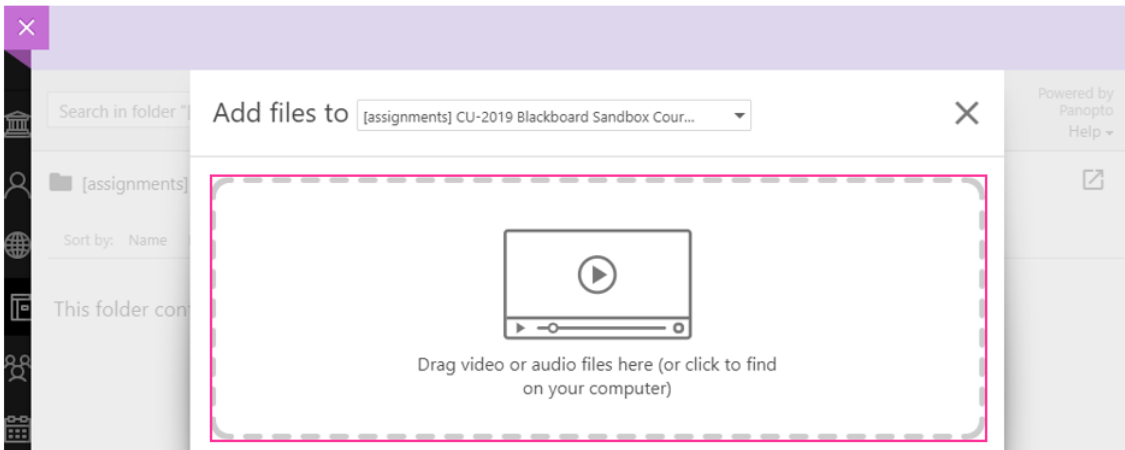 Search in folder "[
Powered by
Panopto
Help
Add files to [assignments] CU-2019 Blackboard Sandbox Cour...
[assignments]
Sort by: Name
This folder con
Drag video or audio files here (or click to find
on your computer)